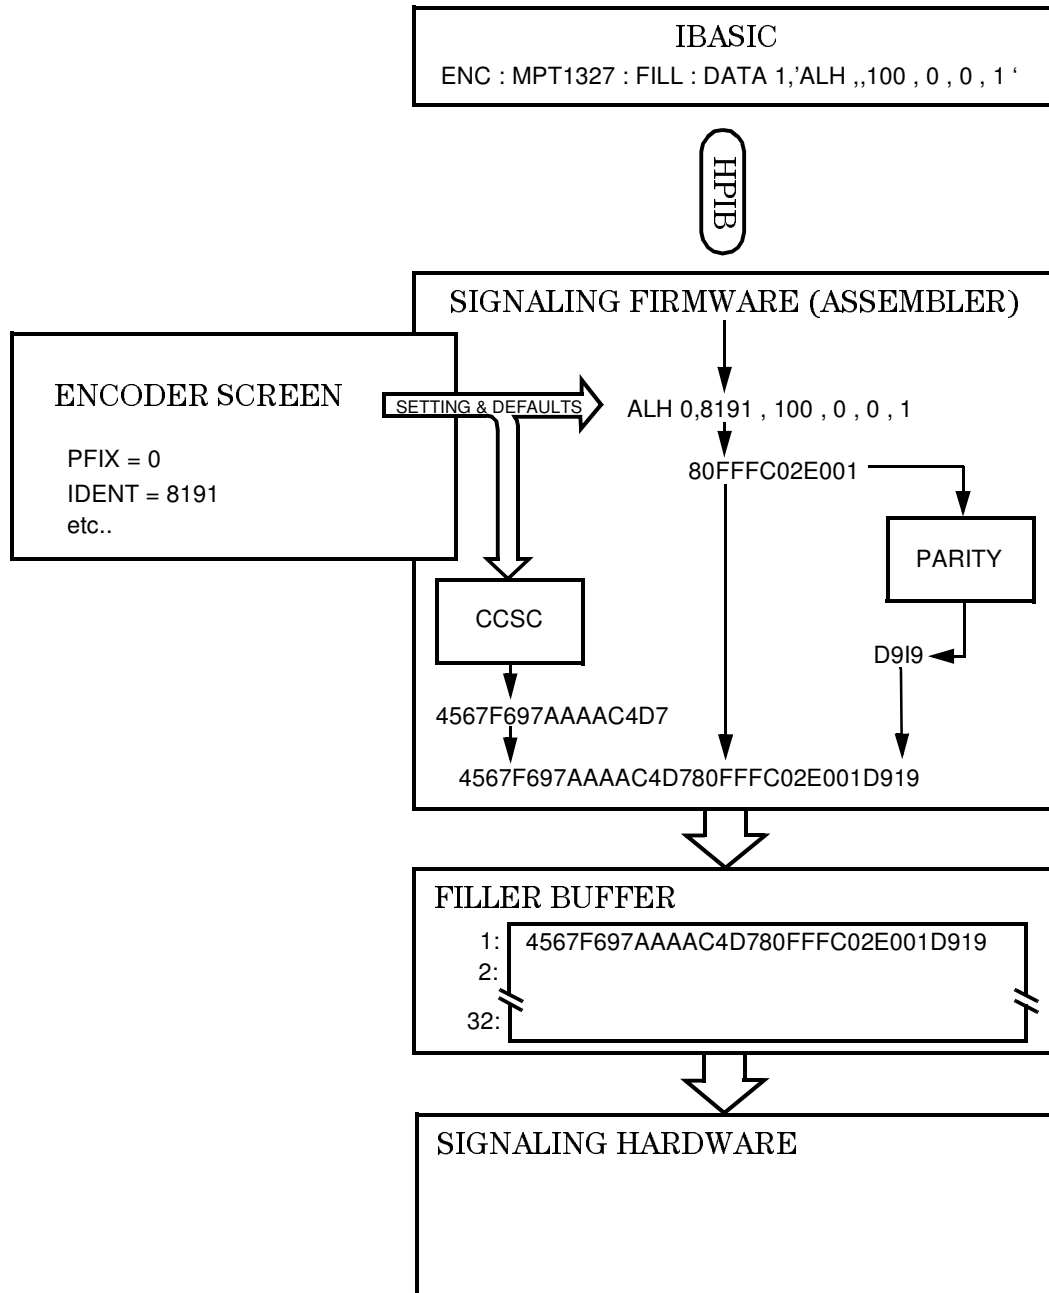 IBASIC
ENC : MPT1327 : FILL : DATA 1,'ALH ,,100 , 0 , 0 , 1 ‘
HPIB
SIGNALING FIRMWARE (ASSEMBLER)
ENCODER SCREEN
SETTING & DEFAULTS
ALH 0,8191 , 100 , 0 , 0 , 1
PFIX = 0
IDENT = 8191
etc..
80FFFC02E001
PARITY
CCSC
D9I9
4567F697AAAAC4D7
4567F697AAAAC4D780FFFC02E001D919
FILLER BUFFER
1: 4567F697AAAAC4D780FFFC02E001D919
2:
32:
SIGNALING HARDWARE